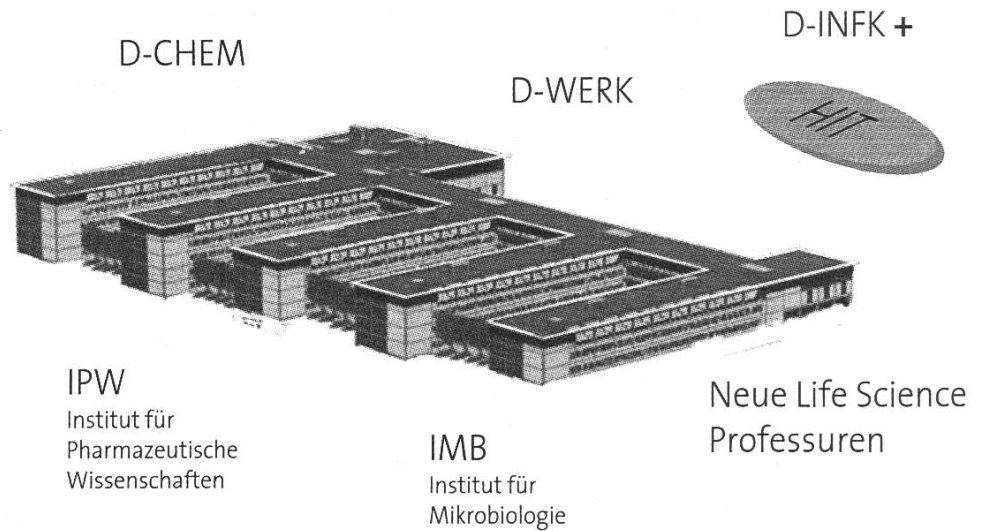 D-CHEM
D-WERK
D-INFK +
HIT
IPW
Institut für
Pharmazeutische
Wissenschaften
IMB
Institut für
Mikrobiologie
Neue Life Science
Professuren